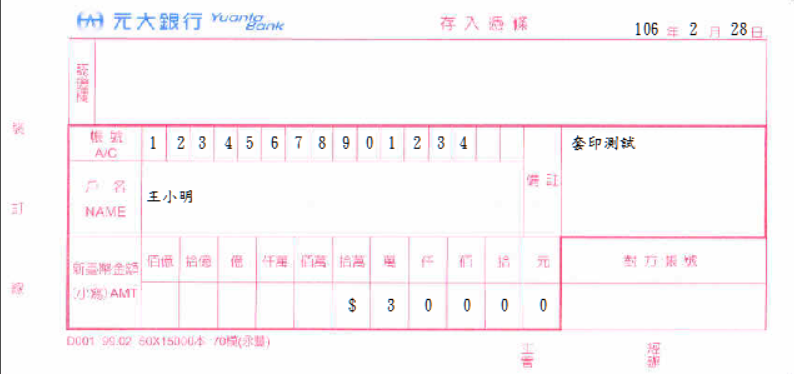 元大銀行 Yuanta Bank 存入憑條 106 年 2 月 28 日
認證欄
帳號 A/C 1 2 3 4 5 6 7 8 9 0 1 2 3 4
備註 套印測試
戶名 NAME 王小明
新臺幣金額(小寫)AMT
佰億 拾億 億 仟萬 佰萬 拾萬 萬 仟 佰 拾 元
$ 3 0 0 0 0
對方帳號
裝訂線
D001 99.02 50X15000本 70模(永豐)
主管 經辦